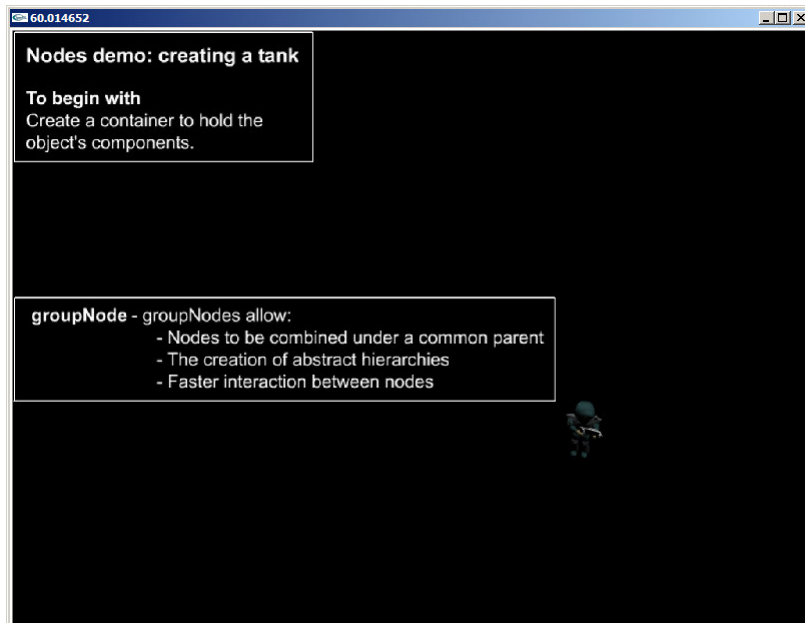 60.014652
Nodes demo: creating a tank
To begin with
Create a container to hold the
object's components.
groupNode - groupNodes allow:
- Nodes to be combined under a common parent
- The creation of abstract hierarchies
- Faster interaction between nodes